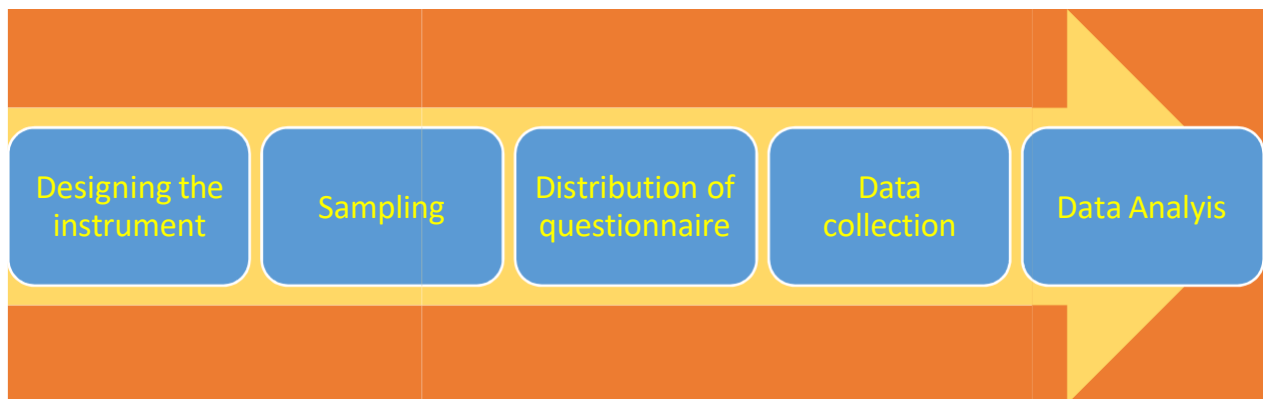 Designing the
instrument
Sampling
Distribution of
questionnaire
Data
collection
Data Analyis